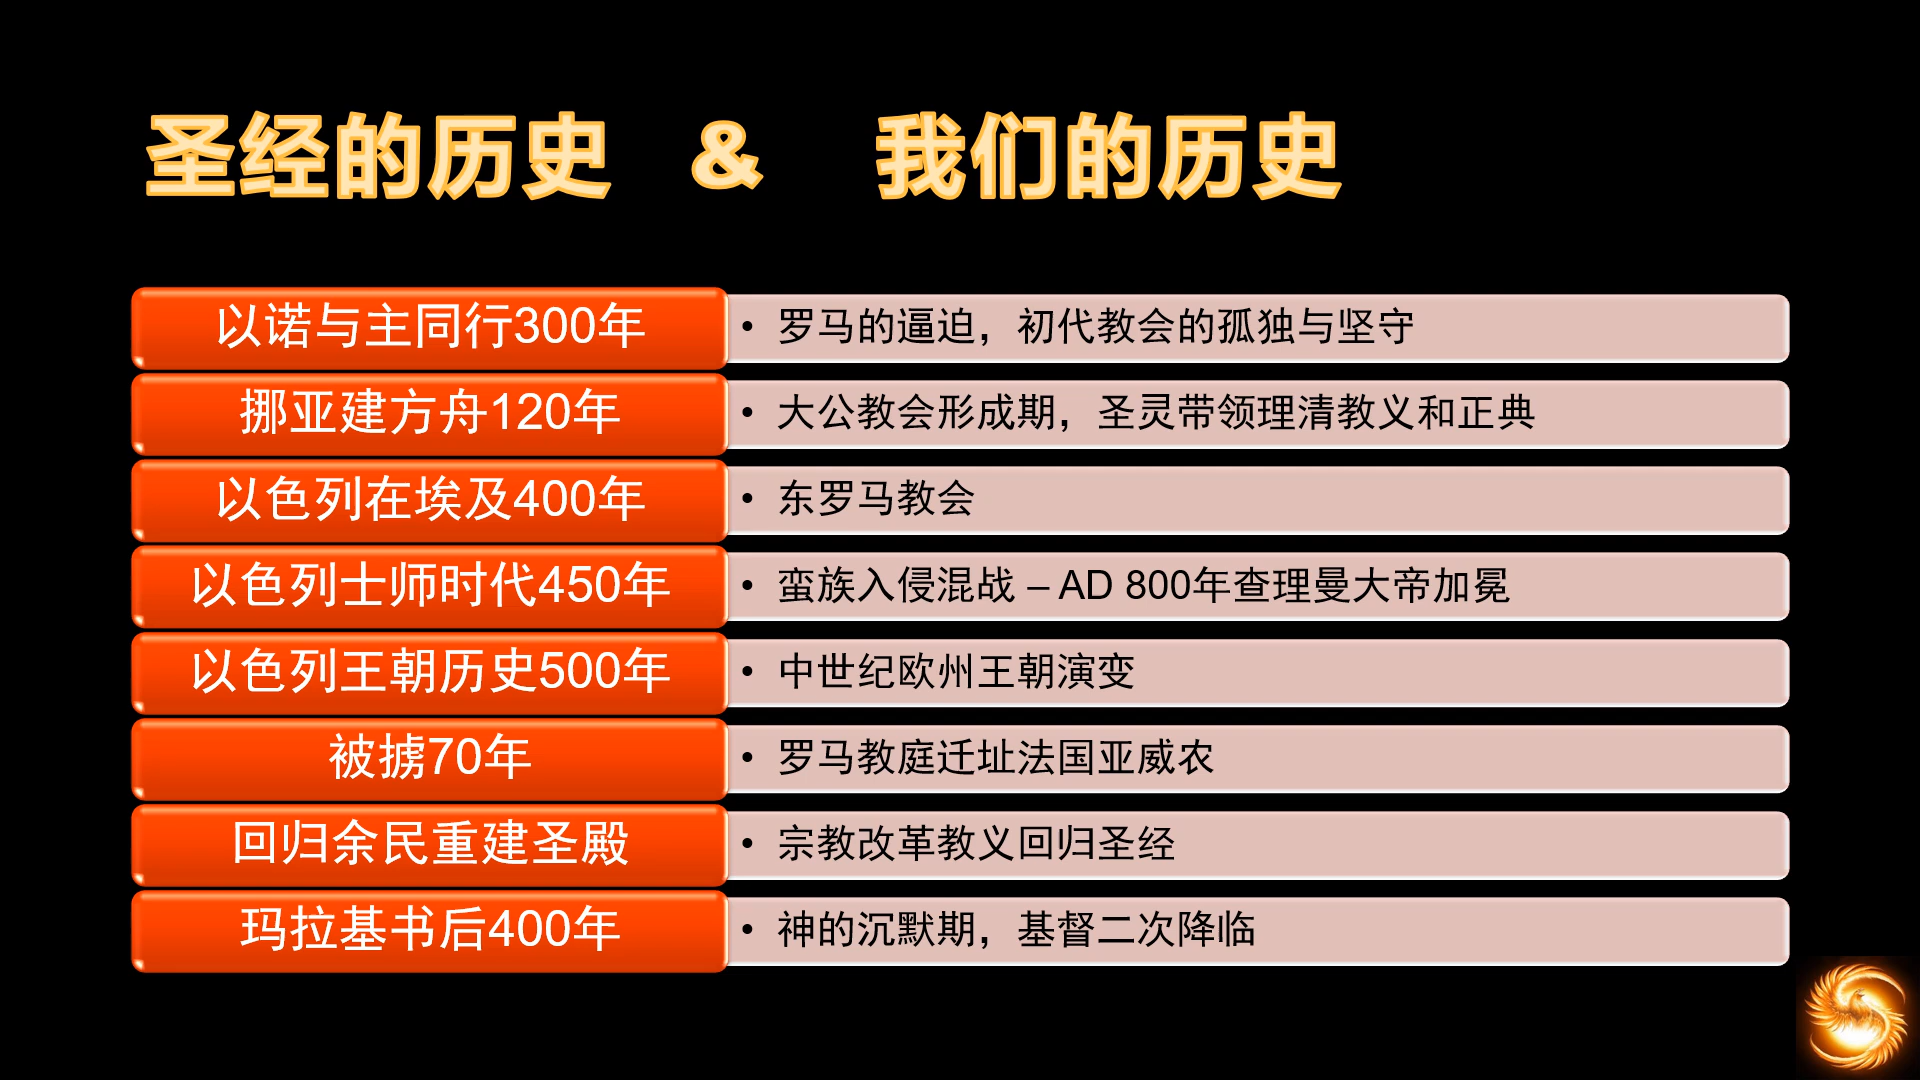 圣经的历史 & 我们的历史
以诺与主同行300年
• 罗马的逼迫，初代教会的孤独与坚守
挪亚建方舟120年
• 大公教会形成期，圣灵带领理清教义和正典
以色列在埃及400年
• 东罗马教会
以色列士师时代450年
• 蛮族入侵混战 – AD 800年查理曼大帝加冕
以色列王朝历史500年
• 中世纪欧州王朝演变
被掳70年
• 罗马教庭迁址法国亚威农
回归余民重建圣殿
• 宗教改革教义回归圣经
玛拉基书后400年
• 神的沉默期，基督二次降临